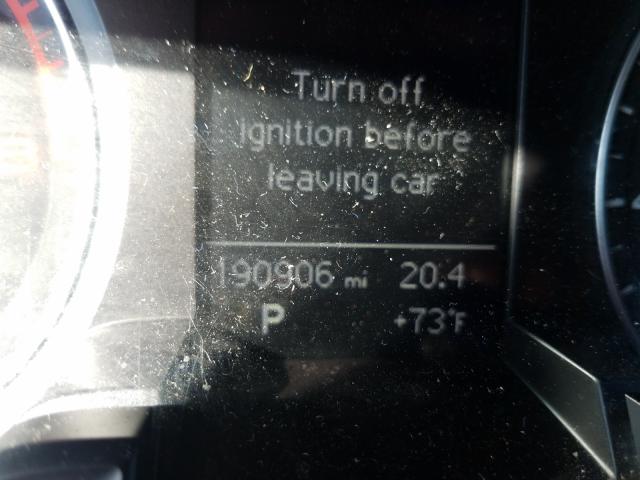 Turn off
ignition before
leaving car
190906 mi 20.4
P +73°F